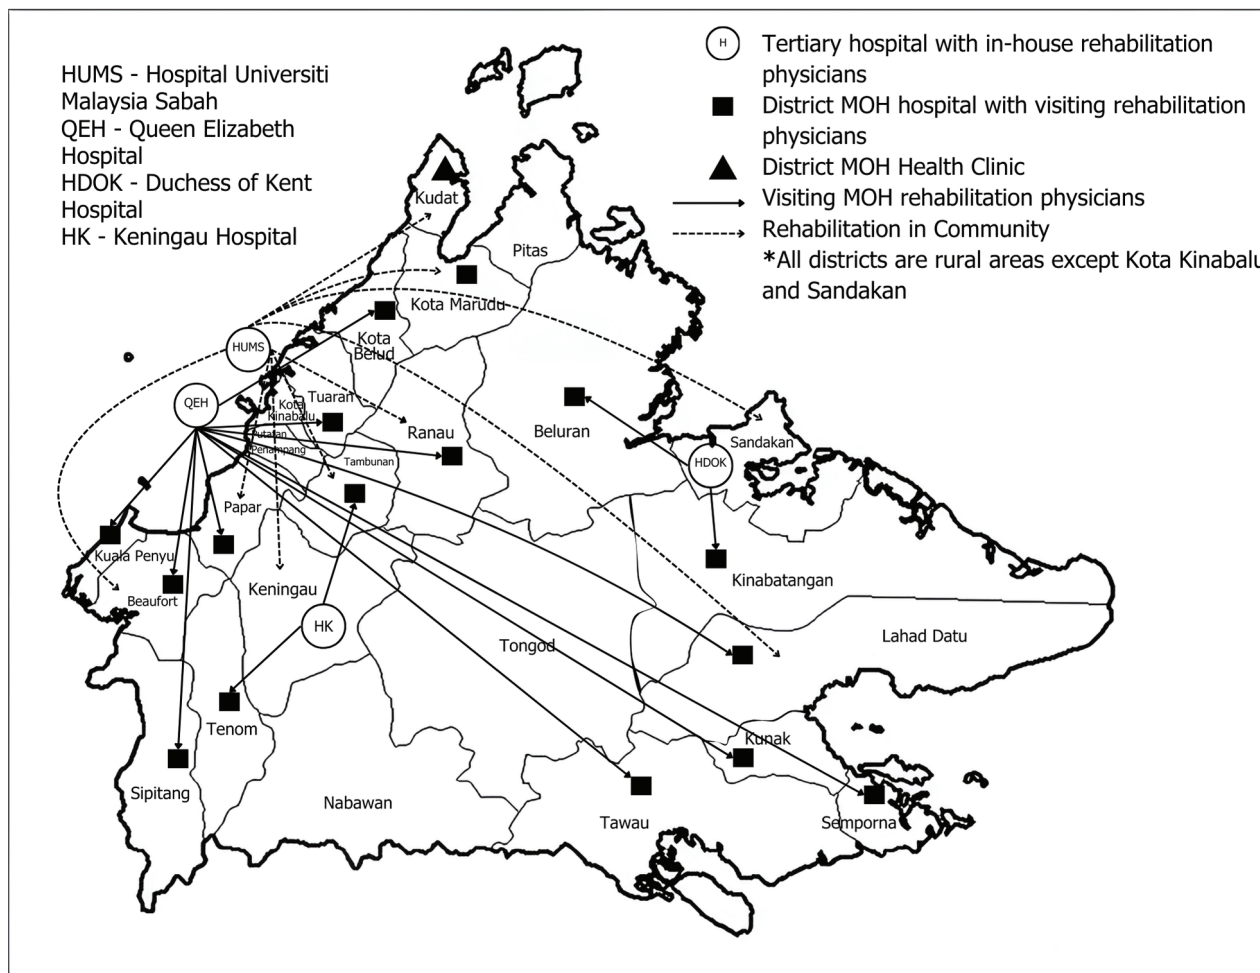 HUMS - Hospital Universiti
Malaysia Sabah
QEH - Queen Elizabeth
Hospital
HDOK - Duchess of Kent
Hospital
HK - Keningau Hospital
H
Tertiary hospital with in-house rehabilitation
physicians
District MOH hospital with visiting rehabilitation
physicians
District MOH Health Clinic
Visiting MOH rehabilitation physicians
Rehabilitation in Community
*All districts are rural areas except Kota Kinabalu
and Sandakan
Kudat
Pitas
Kota Marudu
Kota
Belud
HUMS
QEH
Tuaran
Kota
Kinabalu
Putatan
Penampang
Ranau
Beluran
Sandakan
HDOK
Tambunan
Papar
Kuala Penyu
Beaufort
Keningau
HK
Kinabatangan
Lahad Datu
Tongod
Tenom
Kunak
Sipitang
Nabawan
Tawau
Semporna